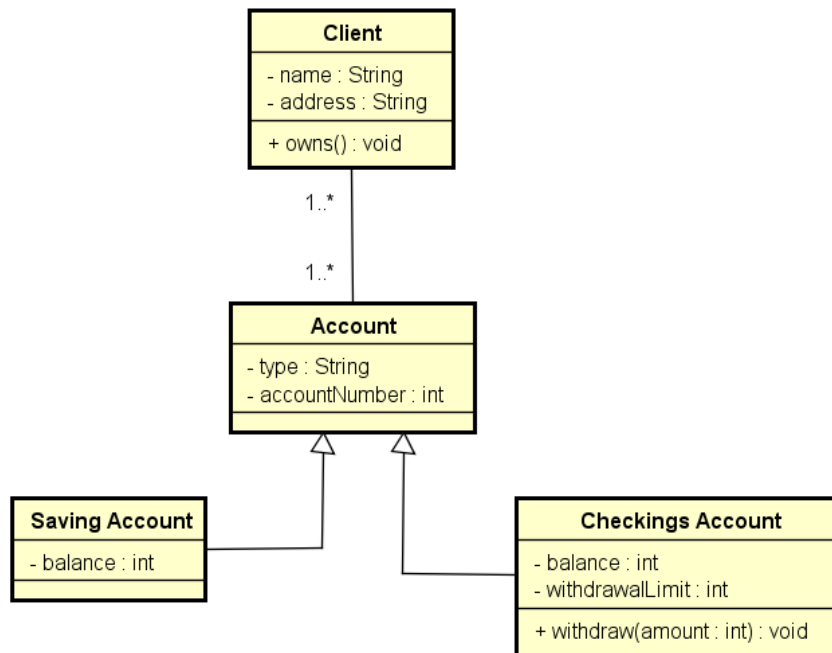 Client
- name : String
- address : String
+ owns() : void
1..*
1..*
Account
- type : String
- accountNumber : int
Saving Account
- balance : int
Checkings Account
- balance : int
- withdrawalLimit : int
+ withdraw(amount : int) : void